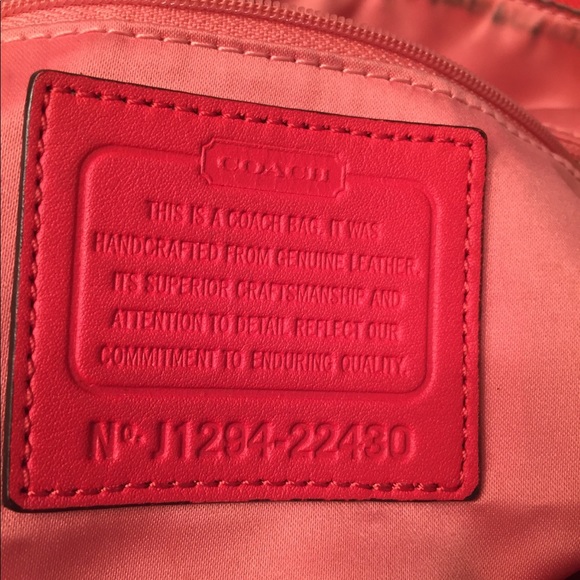 COACH
THIS IS A COACH BAG. IT WAS
HANDCRAFTED FROM GENUINE LEATHER.
ITS SUPERIOR CRAFTSMANSHIP AND
ATTENTION TO DETAIL REFLECT OUR
COMMITMENT TO ENDURING QUALITY.
Nº· J1294-22430